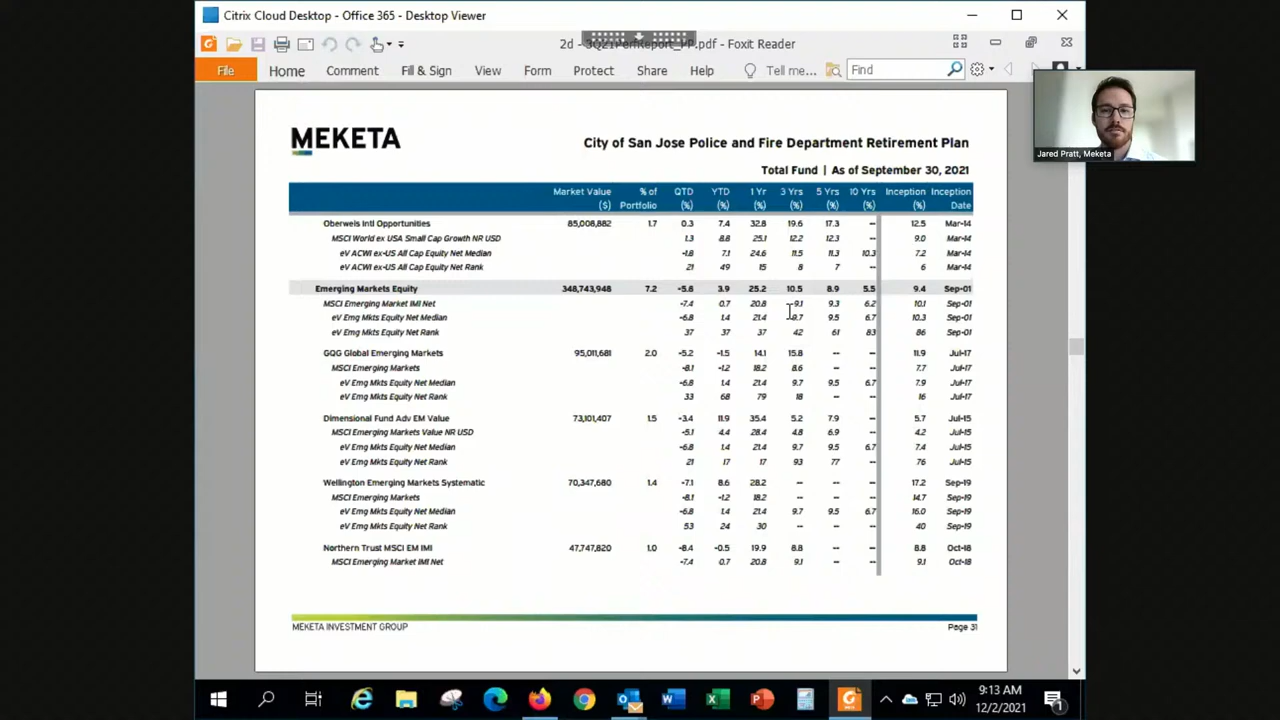 Citrix Cloud Desktop - Office 365 - Desktop Viewer
2d - 3Q21PerfReport_PP.pdf - Foxit Reader
File Home Comment Fill & Sign View Form Protect Share Help Tell me... Find
Jared Pratt, Meketa
MEKETA
City of San Jose Police and Fire Department Retirement Plan
Total Fund | As of September 30, 2021
Market Value ($) % of Portfolio QTD (%) YTD (%) 1 Yr (%) 3 Yrs (%) 5 Yrs (%) 10 Yrs (%) Inception (%) Inception Date
Oberweis Intl Opportunities 85,008,882 1.7 0.3 7.4 32.8 19.6 17.3 -- 12.5 Mar-14
MSCI World ex USA Small Cap Growth NR USD 1.3 8.8 25.1 12.2 12.3 -- 9.0 Mar-14
eV ACWI ex-US All Cap Equity Net Median -1.8 7.1 24.6 11.5 11.3 10.3 7.2 Mar-14
eV ACWI ex-US All Cap Equity Net Rank 21 49 15 8 7 -- 6 Mar-14
Emerging Markets Equity 348,743,948 7.2 -5.8 3.9 25.2 10.5 8.9 5.5 9.4 Sep-01
MSCI Emerging Market IMI Net -7.4 0.7 20.8 9.1 9.3 6.2 10.1 Sep-01
eV Emg Mkts Equity Net Median -6.8 1.4 21.4 9.7 9.5 6.7 10.3 Sep-01
eV Emg Mkts Equity Net Rank 37 37 37 42 61 83 86 Sep-01
GQG Global Emerging Markets 95,011,681 2.0 -5.2 -1.5 14.1 15.8 -- -- 11.9 Jul-17
MSCI Emerging Markets -8.1 -1.2 18.2 8.6 -- -- 7.7 Jul-17
eV Emg Mkts Equity Net Median -6.8 1.4 21.4 9.7 9.5 6.7 7.9 Jul-17
eV Emg Mkts Equity Net Rank 33 68 79 18 -- -- 16 Jul-17
Dimensional Fund Adv EM Value 73,101,407 1.5 -3.4 11.9 35.4 5.2 7.9 -- 5.7 Jul-15
MSCI Emerging Markets Value NR USD -5.1 4.4 28.4 4.8 6.9 -- 4.2 Jul-15
eV Emg Mkts Equity Net Median -6.8 1.4 21.4 9.7 9.5 6.7 7.4 Jul-15
eV Emg Mkts Equity Net Rank 21 17 17 93 77 -- 76 Jul-15
Wellington Emerging Markets Systematic 70,347,680 1.4 -7.1 8.6 28.2 -- -- -- 17.2 Sep-19
MSCI Emerging Markets -8.1 -1.2 18.2 -- -- -- 14.7 Sep-19
eV Emg Mkts Equity Net Median -6.8 1.4 21.4 9.7 9.5 6.7 16.0 Sep-19
eV Emg Mkts Equity Net Rank 53 24 30 -- -- -- 40 Sep-19
Northern Trust MSCI EM IMI 47,747,820 1.0 -8.4 -0.5 19.9 8.8 -- -- 8.8 Oct-18
MSCI Emerging Market IMI Net -7.4 0.7 20.8 9.1 -- -- 9.1 Oct-18
MEKETA INVESTMENT GROUP
Page 31
9:13 AM
12/2/2021
1